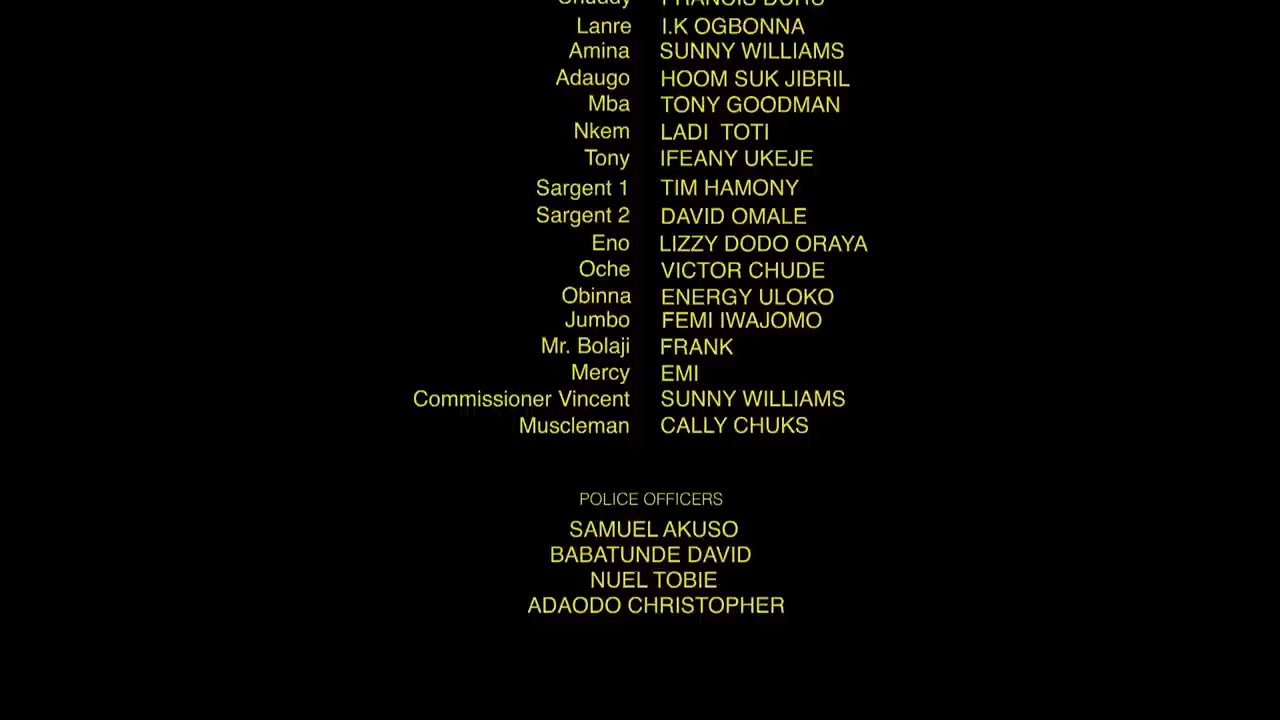 Lanre I.K OGBONNA
Amina SUNNY WILLIAMS
Adaugo HOOM SUK JIBRIL
Mba TONY GOODMAN
Nkem LADI TOTI
Tony IFEANY UKEJE
Sargent 1 TIM HAMONY
Sargent 2 DAVID OMALE
Eno LIZZY DODO ORAYA
Oche VICTOR CHUDE
Obinna ENERGY ULOKO
Jumbo FEMI IWAJOMO
Mr. Bolaji FRANK
Mercy EMI
Commissioner Vincent SUNNY WILLIAMS
Muscleman CALLY CHUKS
POLICE OFFICERS
SAMUEL AKUSO
BABATUNDE DAVID
NUEL TOBIE
ADAODO CHRISTOPHER